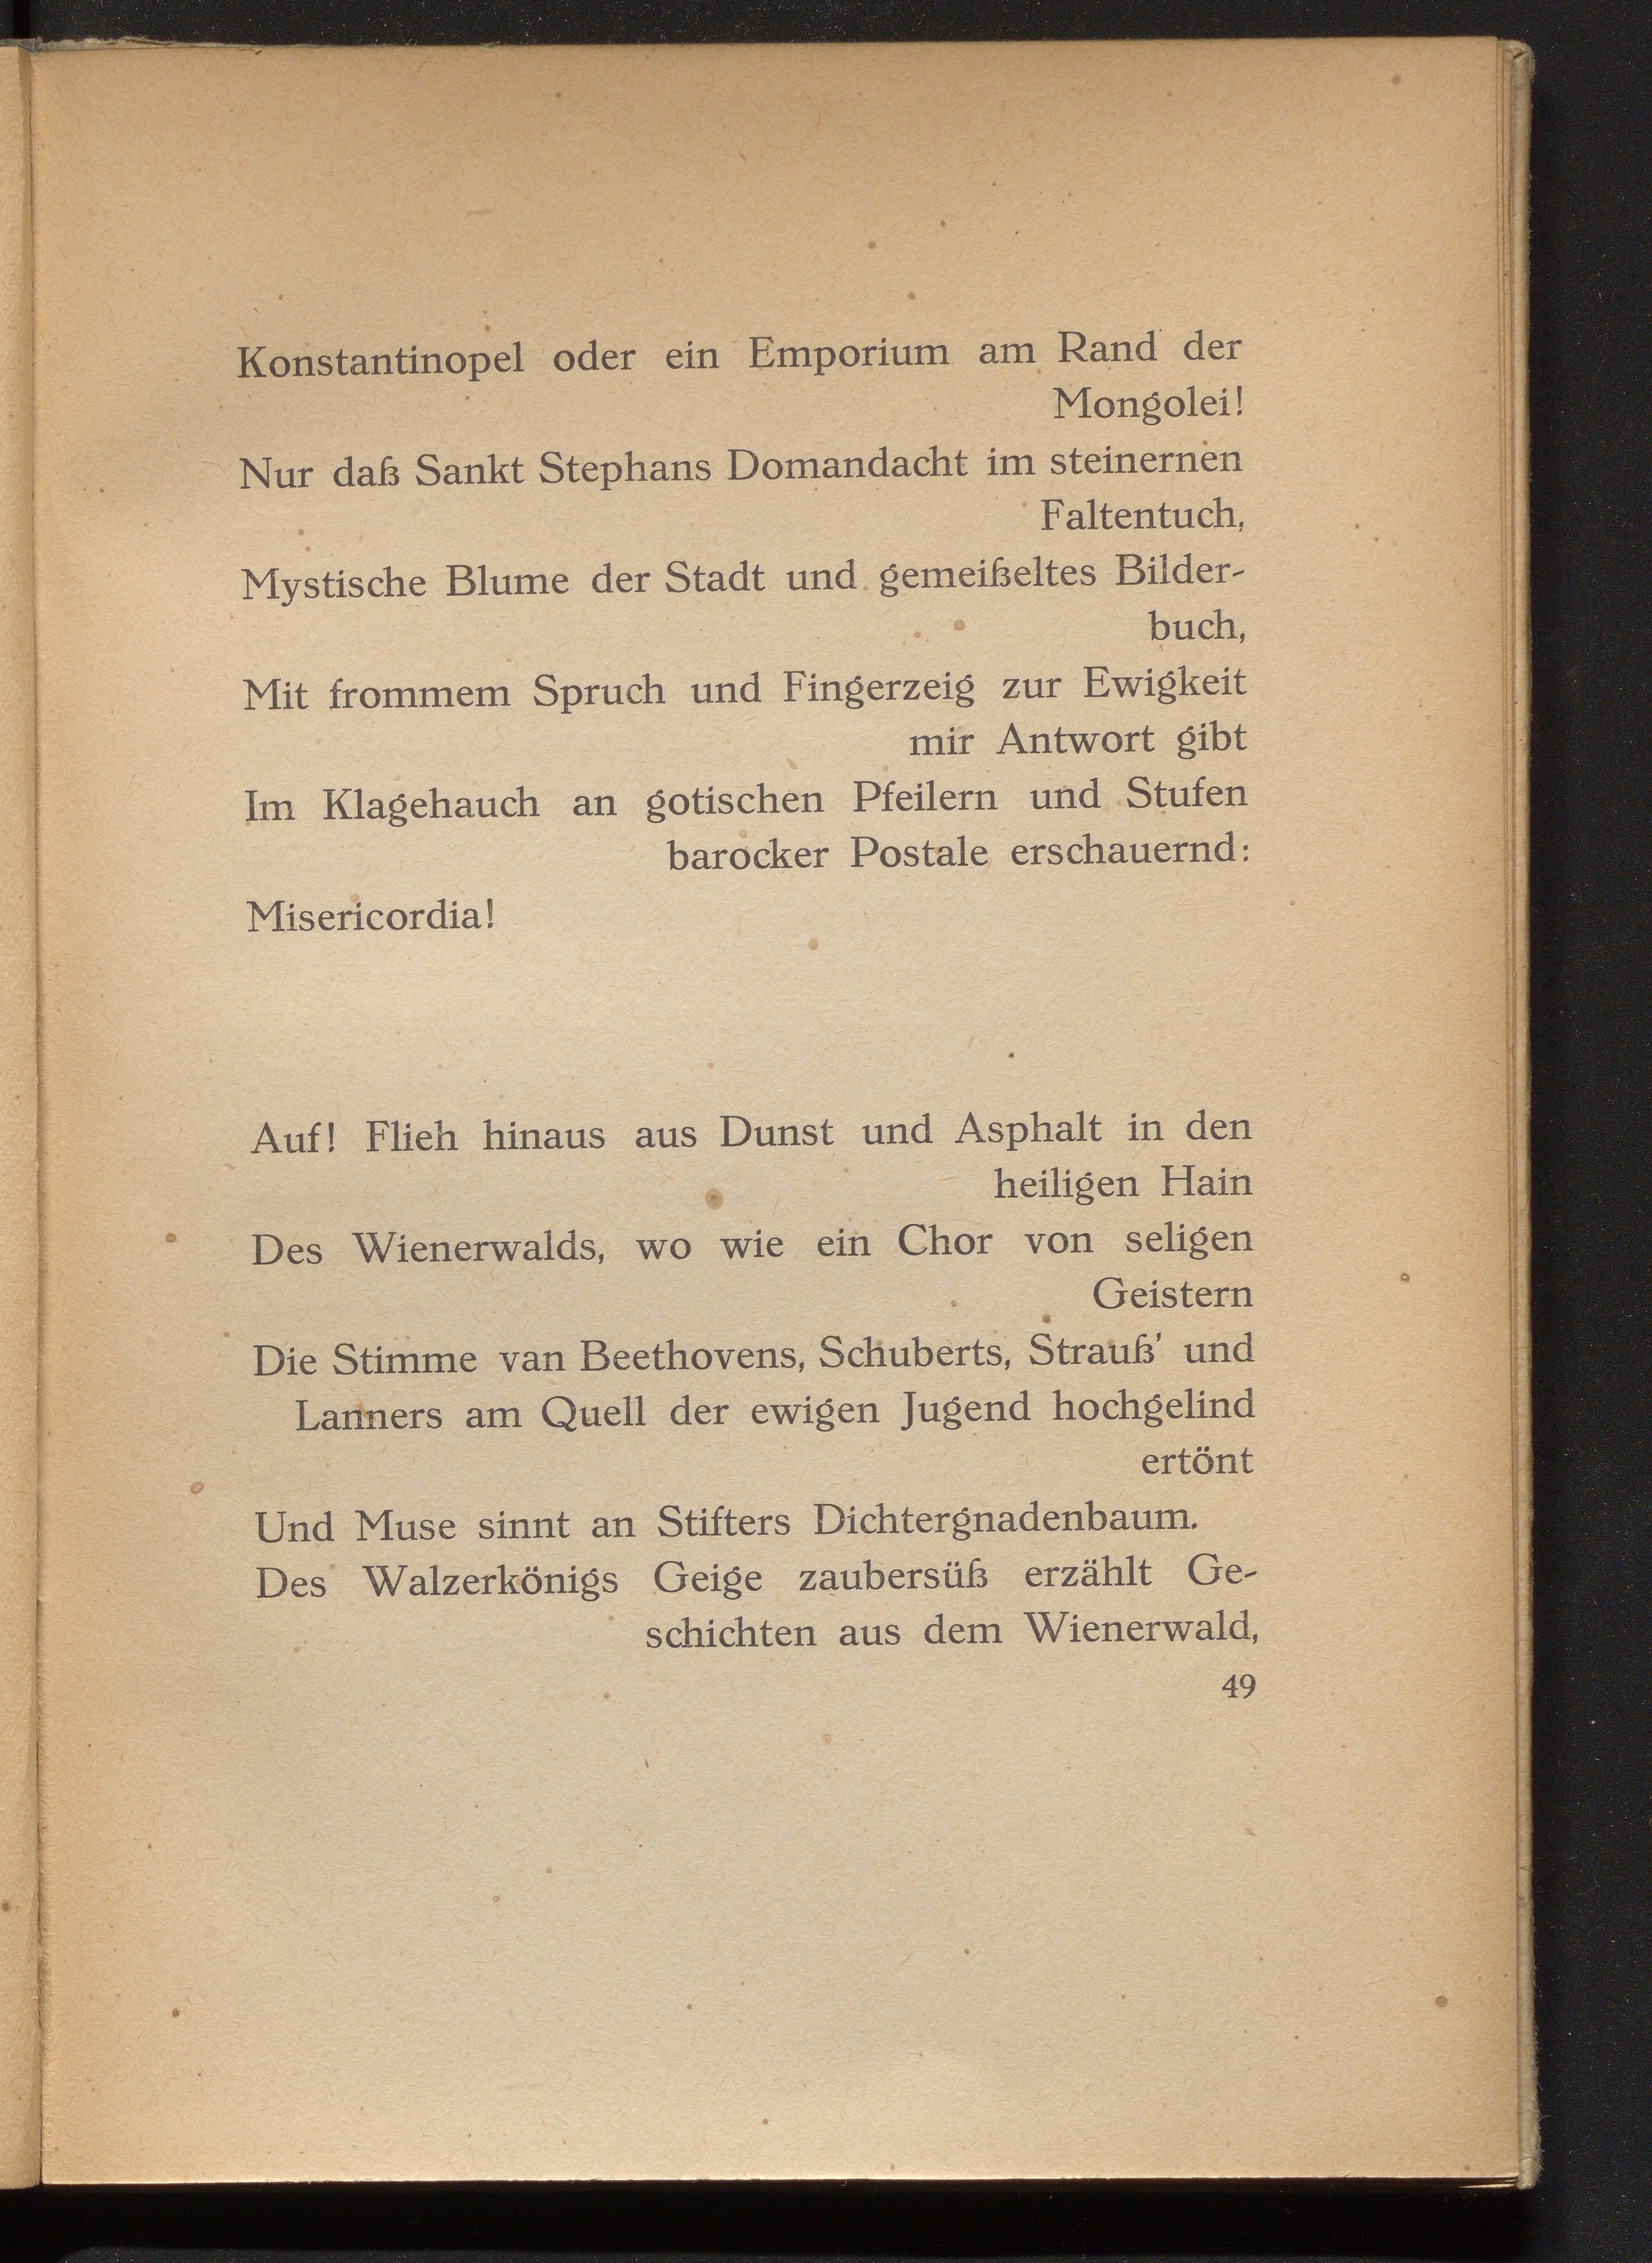 Konstantinopel oder ein Emporium am Rand der
Mongolei!
Nur daß Sankt Stephans Domandacht im steinernen
Faltentuch,
Mystische Blume der Stadt und gemeißeltes Bilder-
buch,
Mit frommem Spruch und Fingerzeig zur Ewigkeit
mir Antwort gibt
Im Klagehauch an gotischen Pfeilern und Stufen
barocker Postale erschauernd:
Misericordia!
Auf! Flieh hinaus aus Dunst und Asphalt in den
heiligen Hain
Des Wienerwalds, wo wie ein Chor von seligen
Geistern
Die Stimme van Beethovens, Schuberts, Strauß' und
Lanners am Quell der ewigen Jugend hochgelind
ertönt
Und Muse sinnt an Stifters Dichtergnadenbaum.
Des Walzerkönigs Geige zaubersüß erzählt Ge-
schichten aus dem Wienerwald,
49